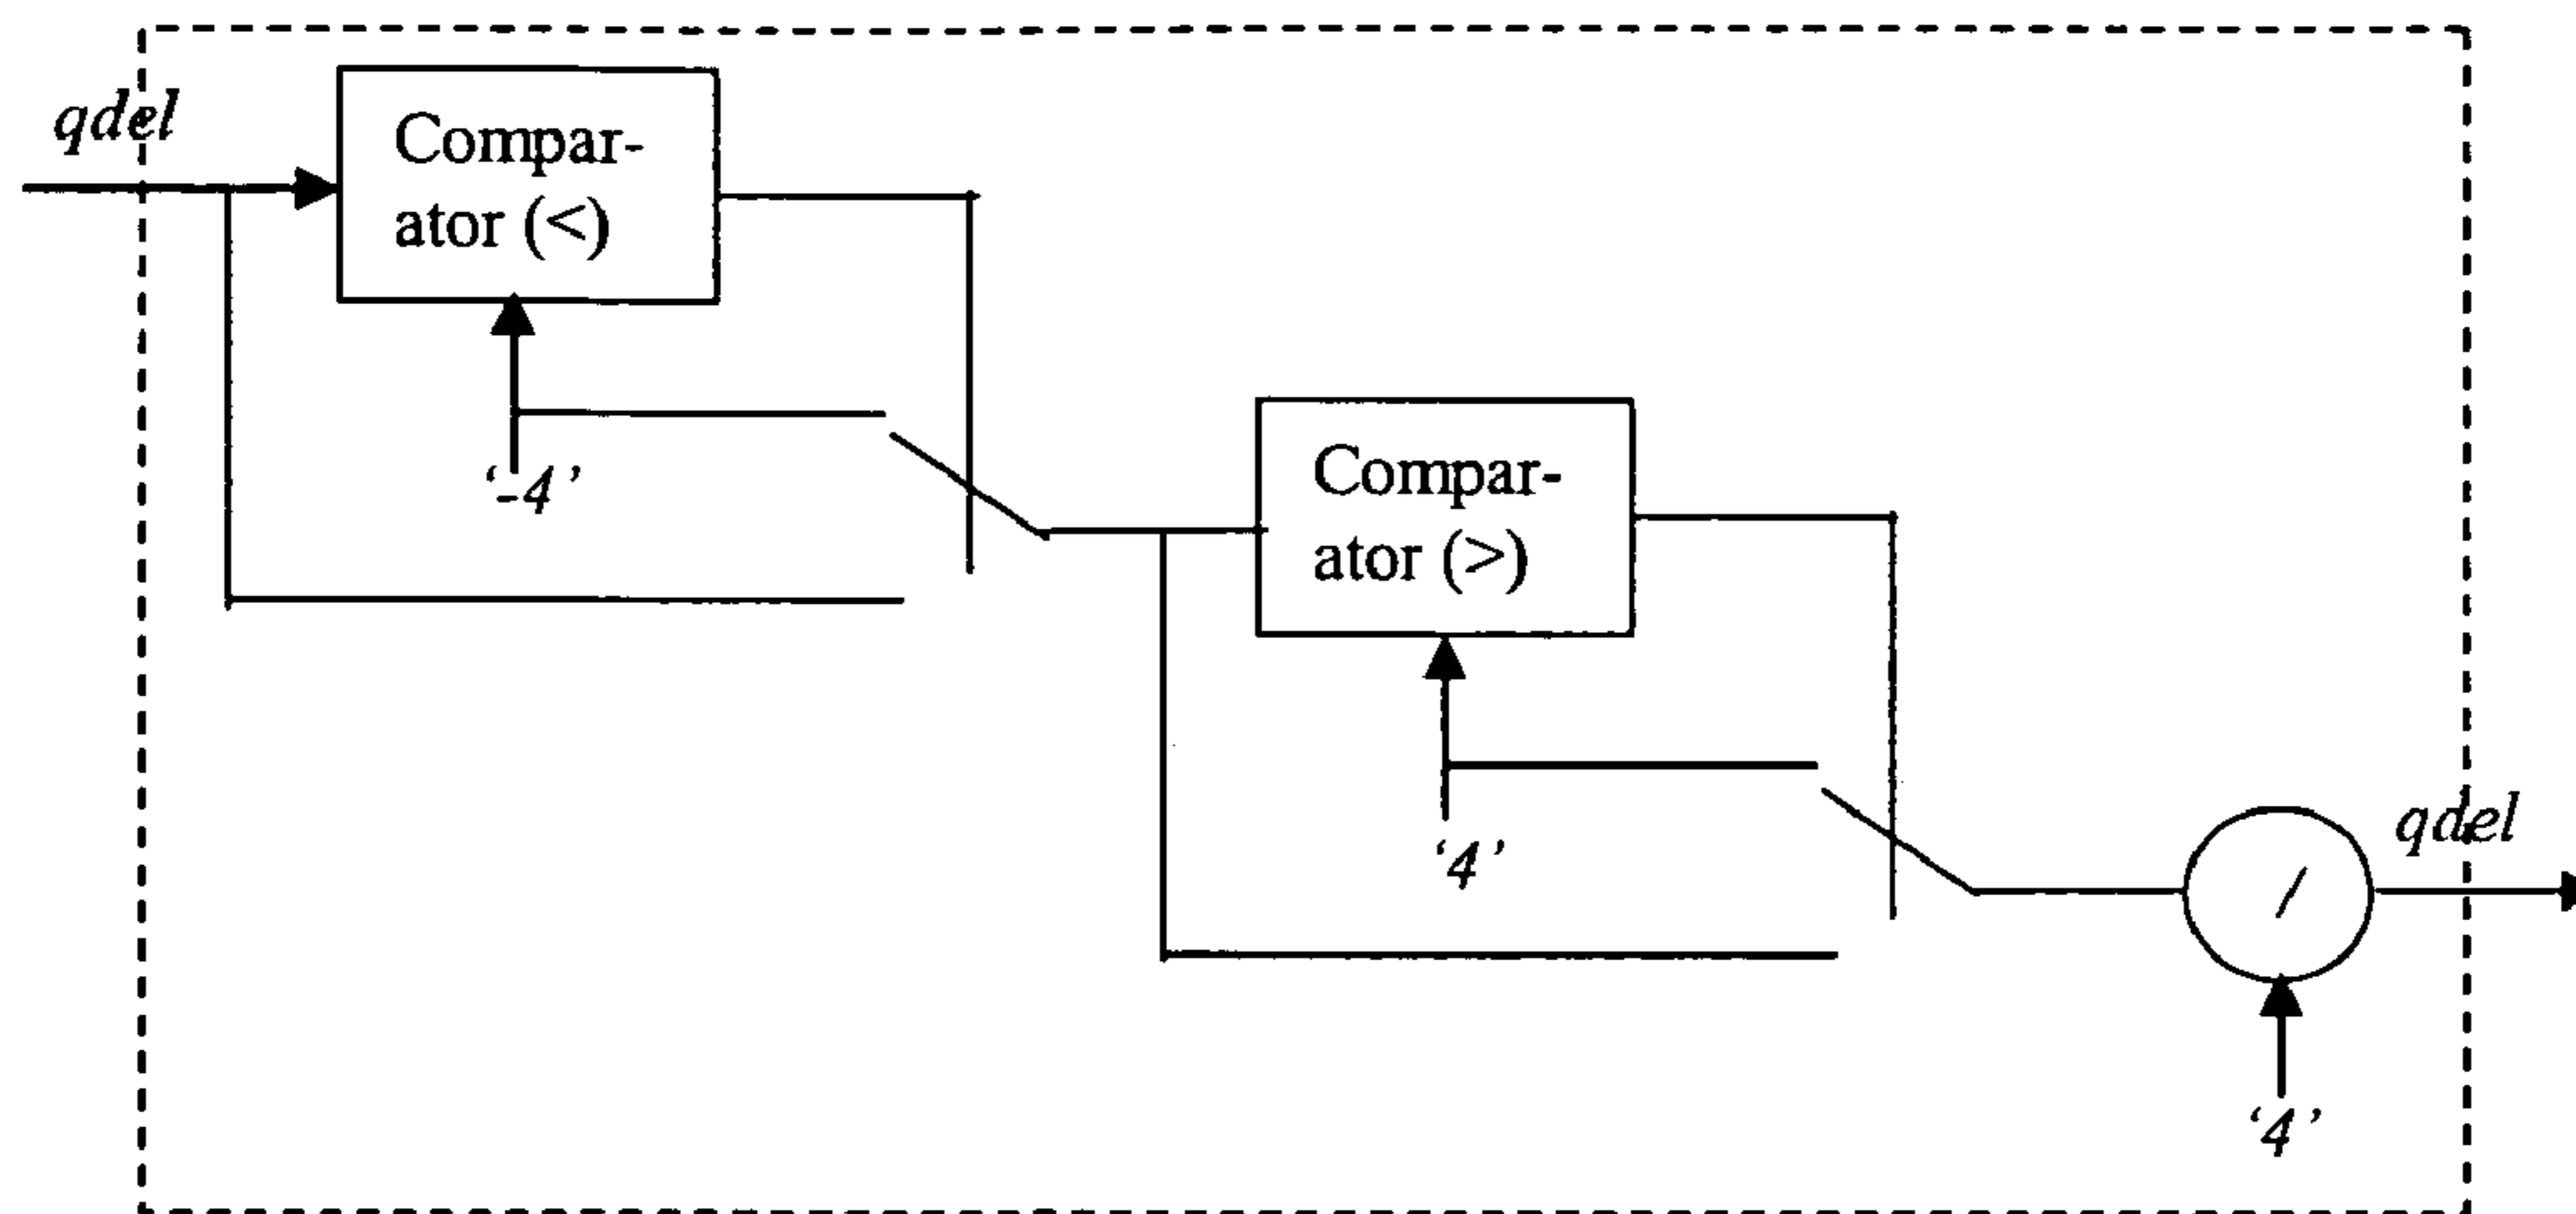 qdel
Compar-
ator (<)
‘-4’
Compar-
ator (>)
‘4’
qdel
/
‘4’